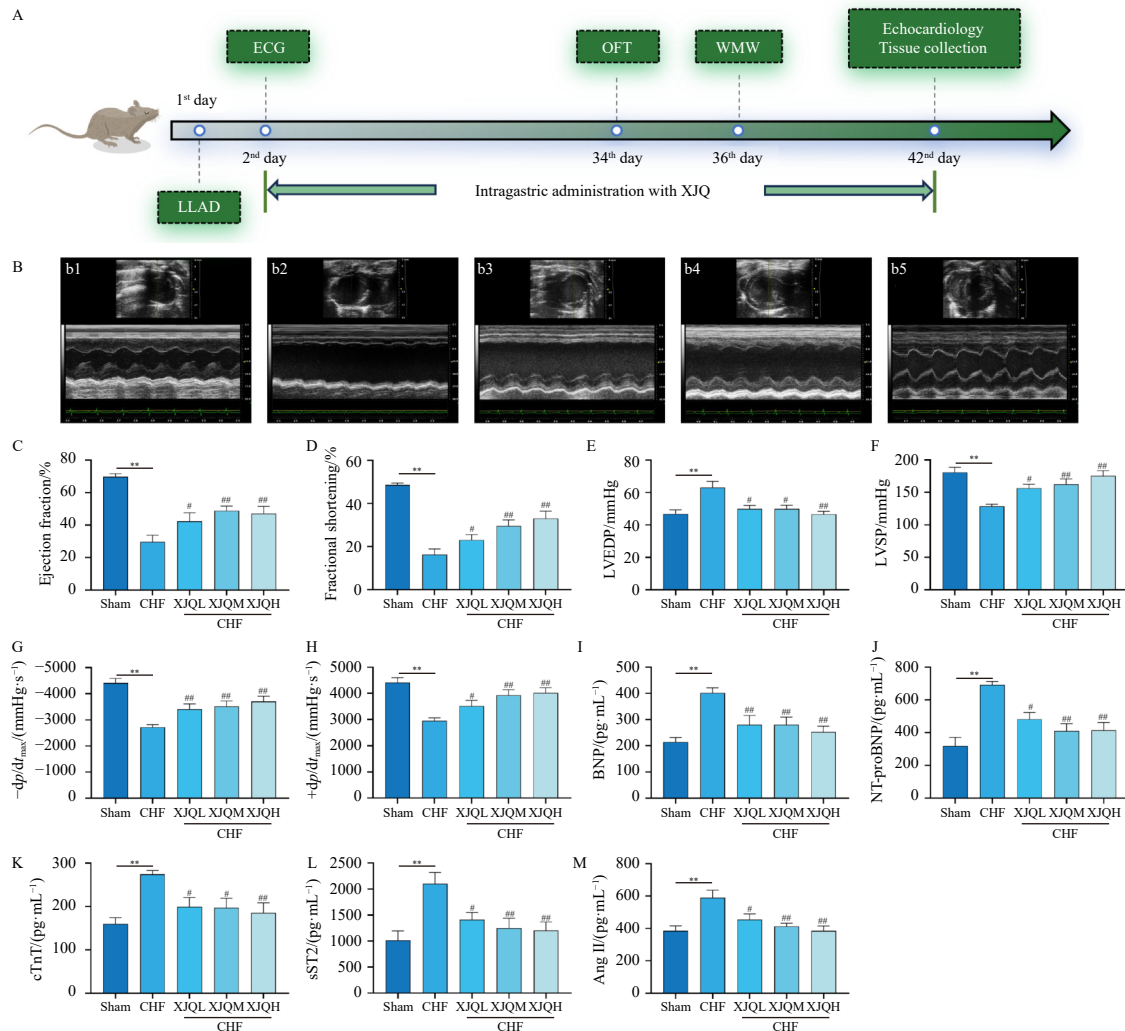 A
ECG
OFT
WMW
Echocardiology
Tissue collection
1st day
2nd day
34th day
36th day
42nd day
LLAD
Intragastric administration with XJQ
B
b1
b2
b3
b4
b5
C
Ejection fraction/%
80
60
40
20
0
**
#
##
##
Sham CHF XJQL XJQM XJQH
CHF
D
Fractional shortening/%
60
40
20
0
**
#
##
##
Sham CHF XJQL XJQM XJQH
CHF
E
LVEDP/mmHg
80
60
40
20
0
**
#
#
##
Sham CHF XJQL XJQM XJQH
CHF
F
LVSP/mmHg
200
150
100
50
0
**
#
##
##
Sham CHF XJQL XJQM XJQH
CHF
G
−dp/dtmax/(mmHg·s−1)
−5000
−4000
−3000
−2000
−1000
0
**
##
##
##
Sham CHF XJQL XJQM XJQH
CHF
H
+dp/dtmax/(mmHg·s−1)
5000
4000
3000
2000
1000
0
**
#
##
##
Sham CHF XJQL XJQM XJQH
CHF
I
BNP/(pg·mL−1)
500
400
300
200
100
0
**
##
##
##
Sham CHF XJQL XJQM XJQH
CHF
J
NT-proBNP/(pg·mL−1)
800
600
400
200
0
**
#
##
##
Sham CHF XJQL XJQM XJQH
CHF
K
cTnT/(pg·mL−1)
300
200
100
0
**
#
#
##
Sham CHF XJQL XJQM XJQH
CHF
L
sST2/(pg·mL−1)
2500
2000
1500
1000
500
0
**
#
##
##
Sham CHF XJQL XJQM XJQH
CHF
M
Ang II/(pg·mL−1)
800
600
400
200
0
**
#
##
##
Sham CHF XJQL XJQM XJQH
CHF